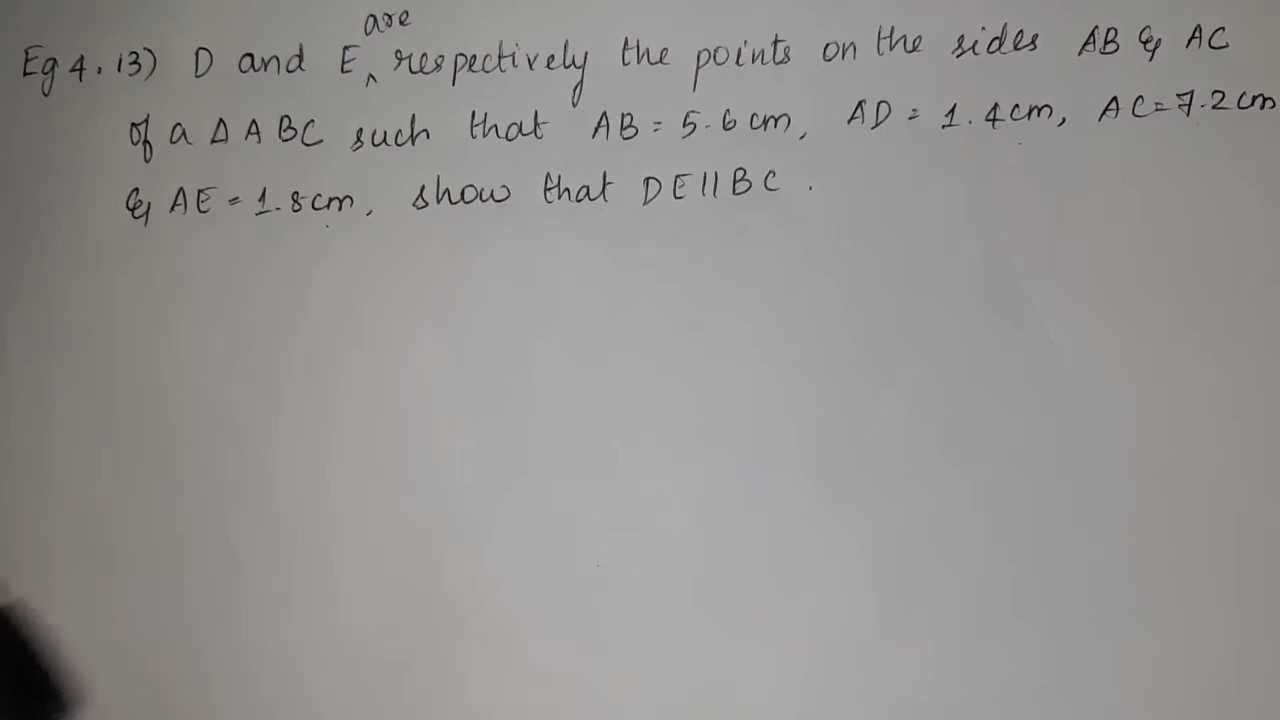 Eg 4.13) D and E ^are respectively the points on the sides AB & AC
of a Δ ABC such that AB = 5.6 cm, AD = 1.4 cm, AC = 7.2 cm
& AE = 1.8 cm, show that DE || BC.